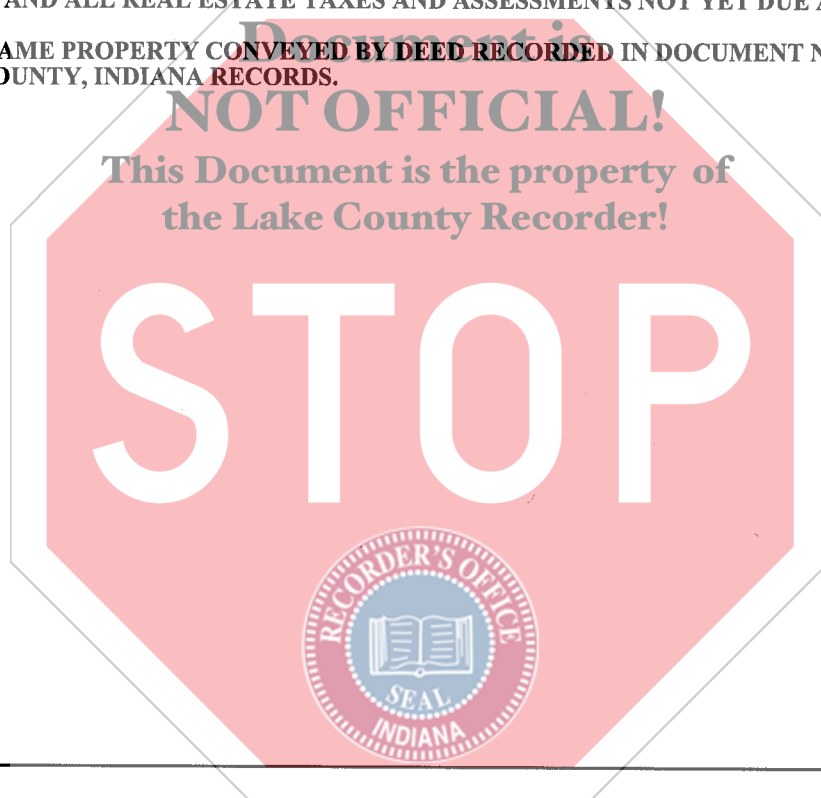 AND ALL REAL ESTATE TAXES AND ASSESSMENTS NOT YET DUE
AME PROPERTY CONVEYED BY DEED RECORDED IN DOCUMENT N
OUNTY, INDIANA RECORDS.
Document is
NOT OFFICIAL!
This Document is the property of
the Lake County Recorder!
STOP
RECORDER'S OFFICE
SEAL
INDIANA